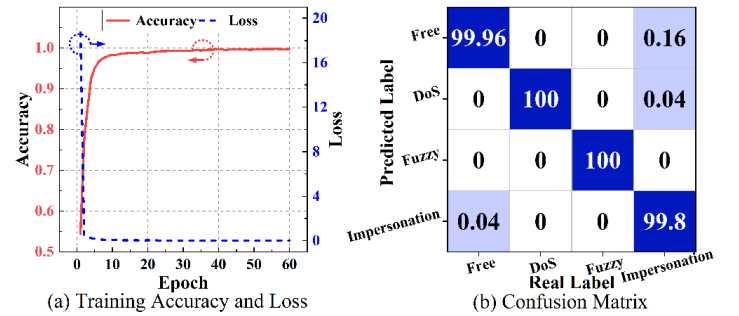 Accuracy Loss
Accuracy
1.0
0.9
0.8
0.7
0.6
0.5
20
16
12
8
4
0
Loss
0 10 20 30 40 50 60
Epoch
(a) Training Accuracy and Loss
Predicted Label
Free 99.96 0 0 0.16
DoS 0 100 0 0.04
Fuzzy 0 0 100 0
Impersonation 0.04 0 0 99.8
Free DoS Fuzzy Impersonation
Real Label
(b) Confusion Matrix